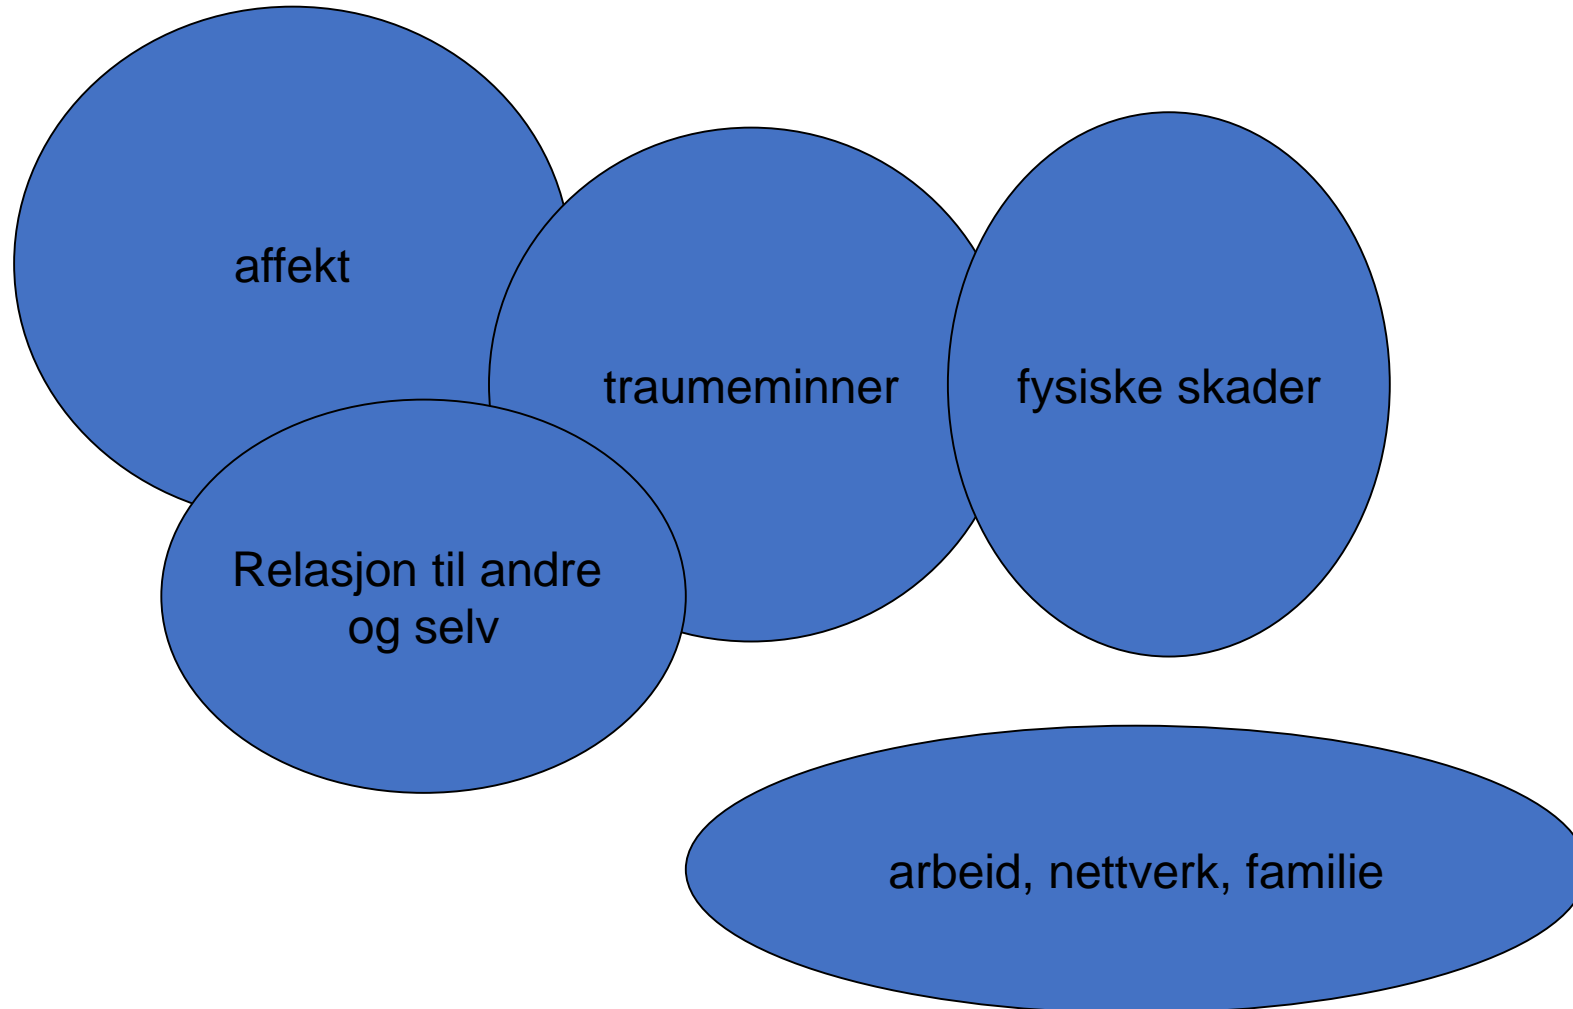 affekt
traumeminner
fysiske skader
Relasjon til andre
og selv
arbeid, nettverk, familie